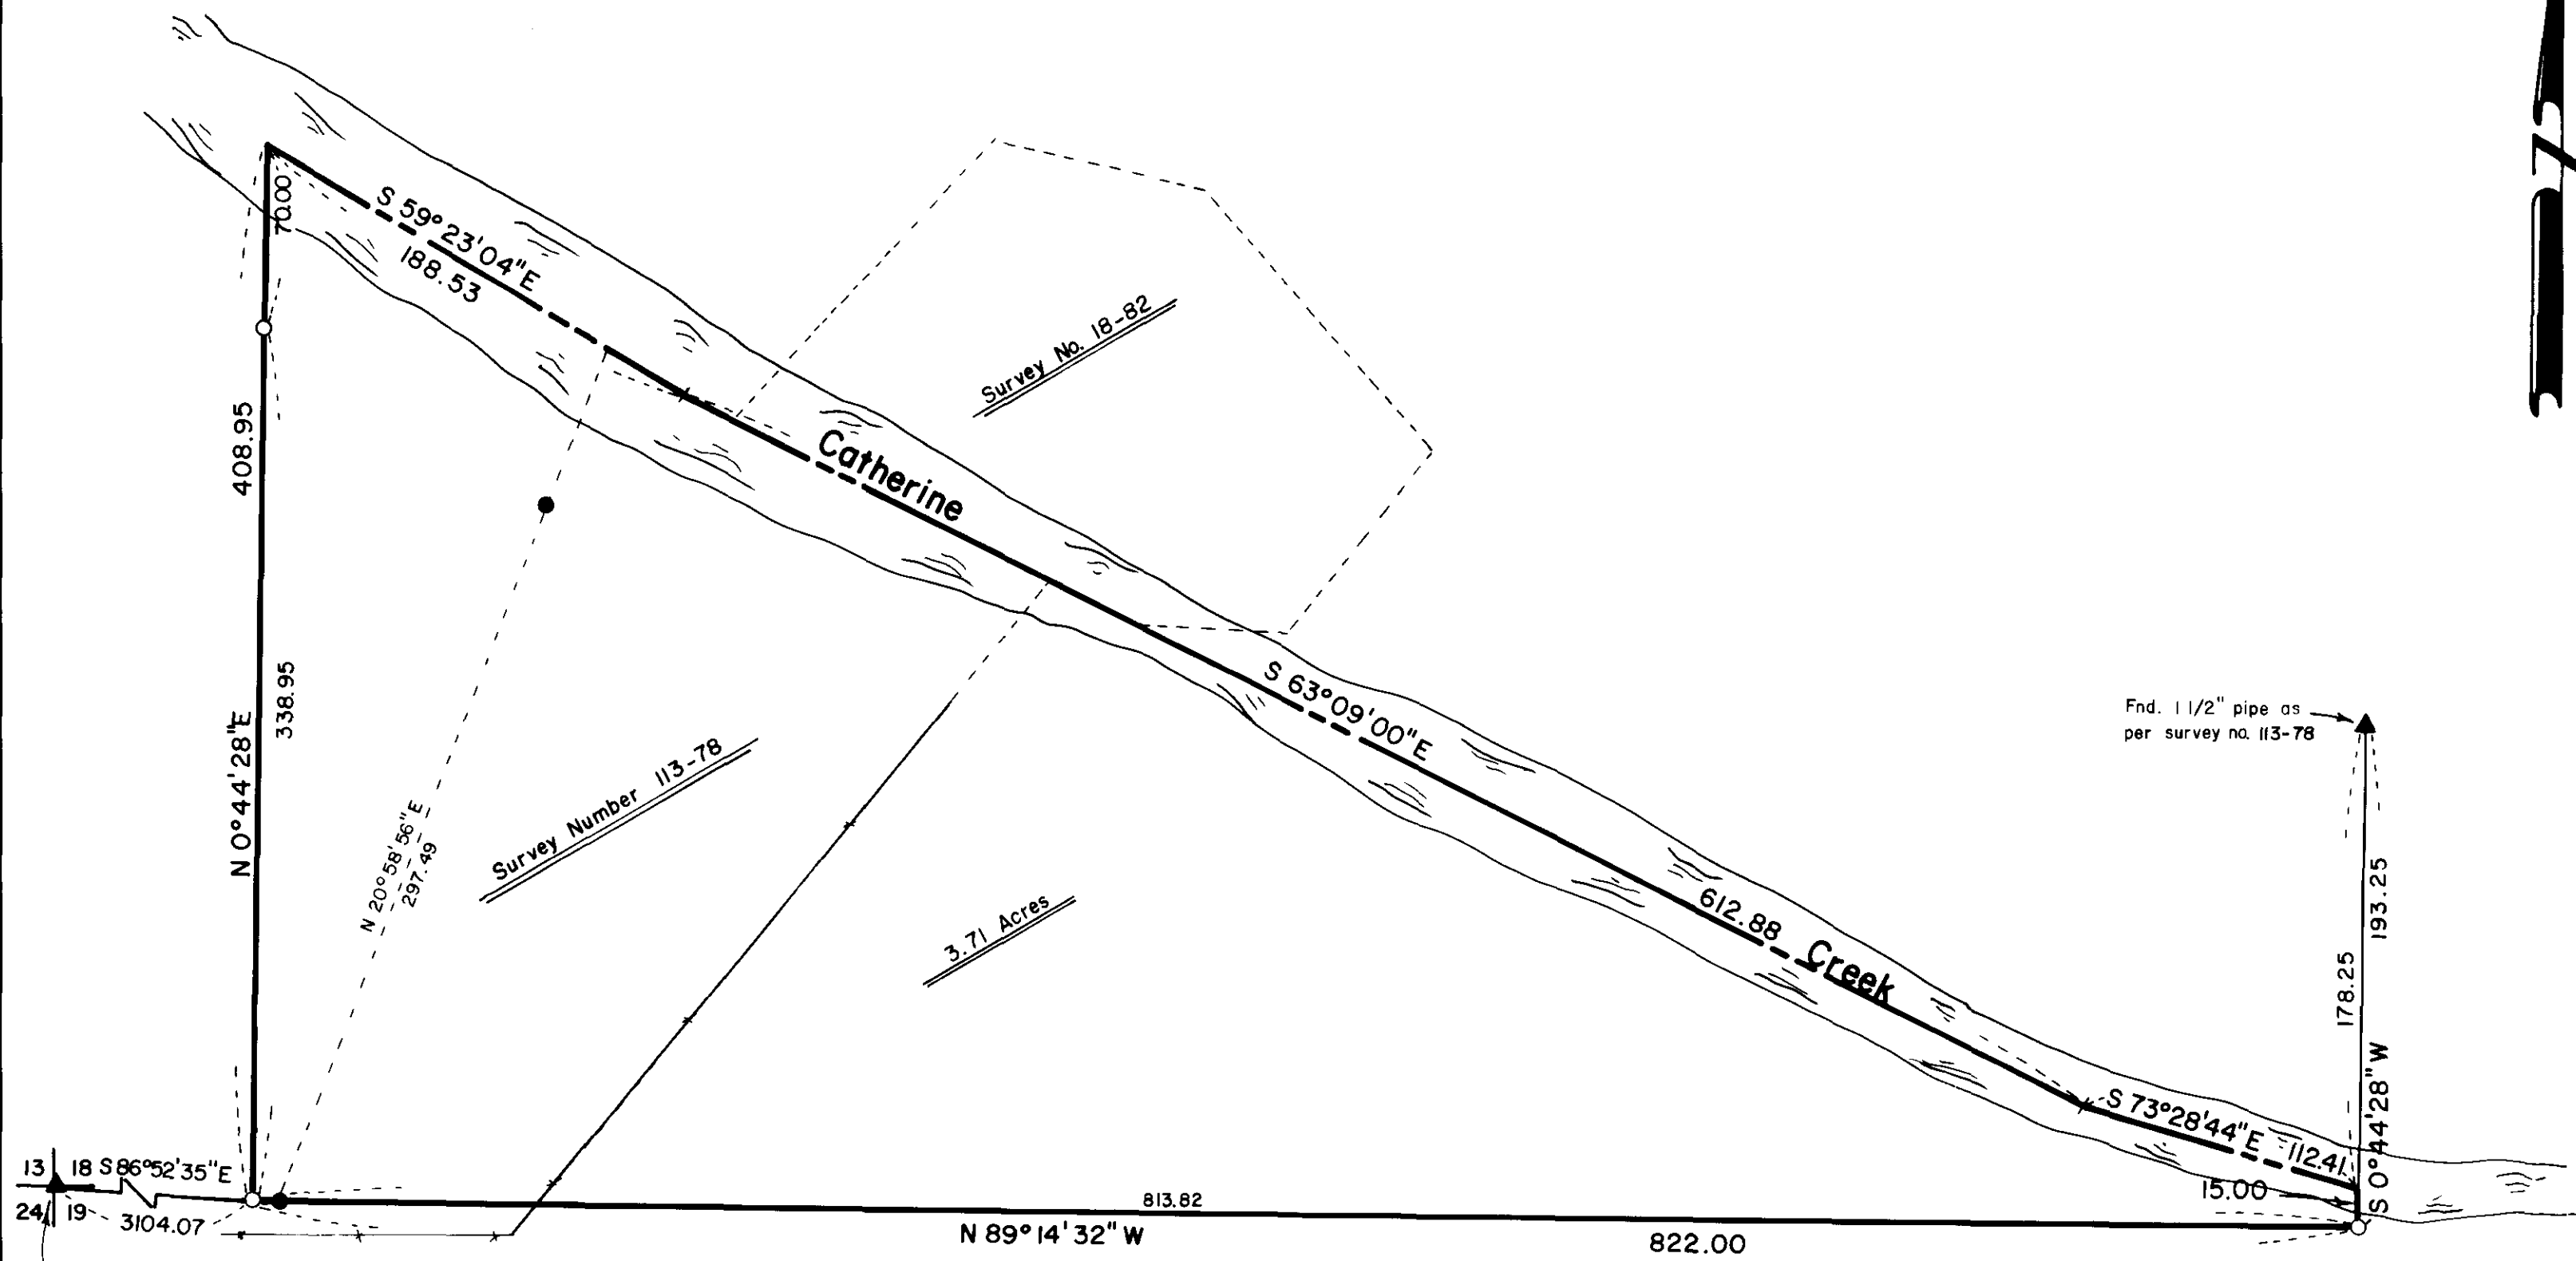 70.00
S 59°23'04"E
188.53
Survey No. 18-82
408.95
Catherine
338.95
N 0°44'28"E
S 63°09'00"E
Fnd. 1 1/2" pipe as
per survey no. 113-78
Survey Number 113-78
N 20°58'56"E
297.49
193.25
178.25
612.88
Creek
3.71 Acres
S 0°44'28"W
S 73°28'44"E
112.41
15.00
13
18
S 86°52'35"E
24
19
3104.07
813.82
N 89°14'32"W
822.00